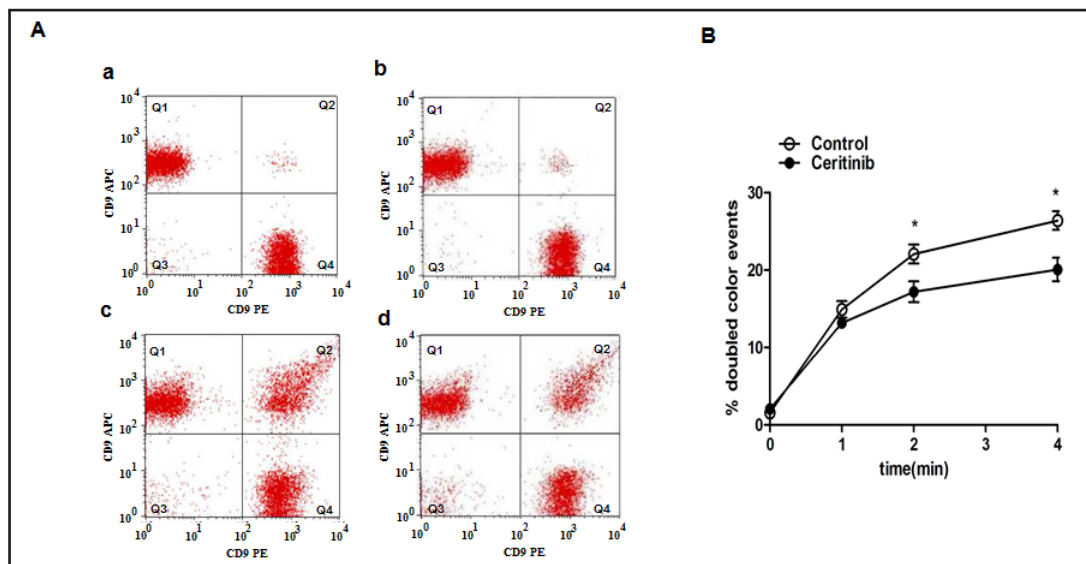 A
B
a
10^4
10^3
10^2
10^1
10^0
Q1
Q2
Q3
Q4
CD9 APC
10^0 10^1 10^2 10^3 10^4
CD9 PE
b
10^4
10^3
10^2
10^1
10^0
Q1
Q2
Q3
Q4
CD9 APC
10^0 10^1 10^2 10^3 10^4
CD9 PE
c
10^4
10^3
10^2
10^1
10^0
Q1
Q2
Q3
Q4
CD9 APC
10^0 10^1 10^2 10^3 10^4
CD9 PE
d
10^4
10^3
10^2
10^1
10^0
Q1
Q2
Q3
Q4
CD9 APC
10^0 10^1 10^2 10^3 10^4
CD9 PE
Control
Ceritinib
30
20
10
0
% doubled color events
* *
0 1 2 3 4
time(min)